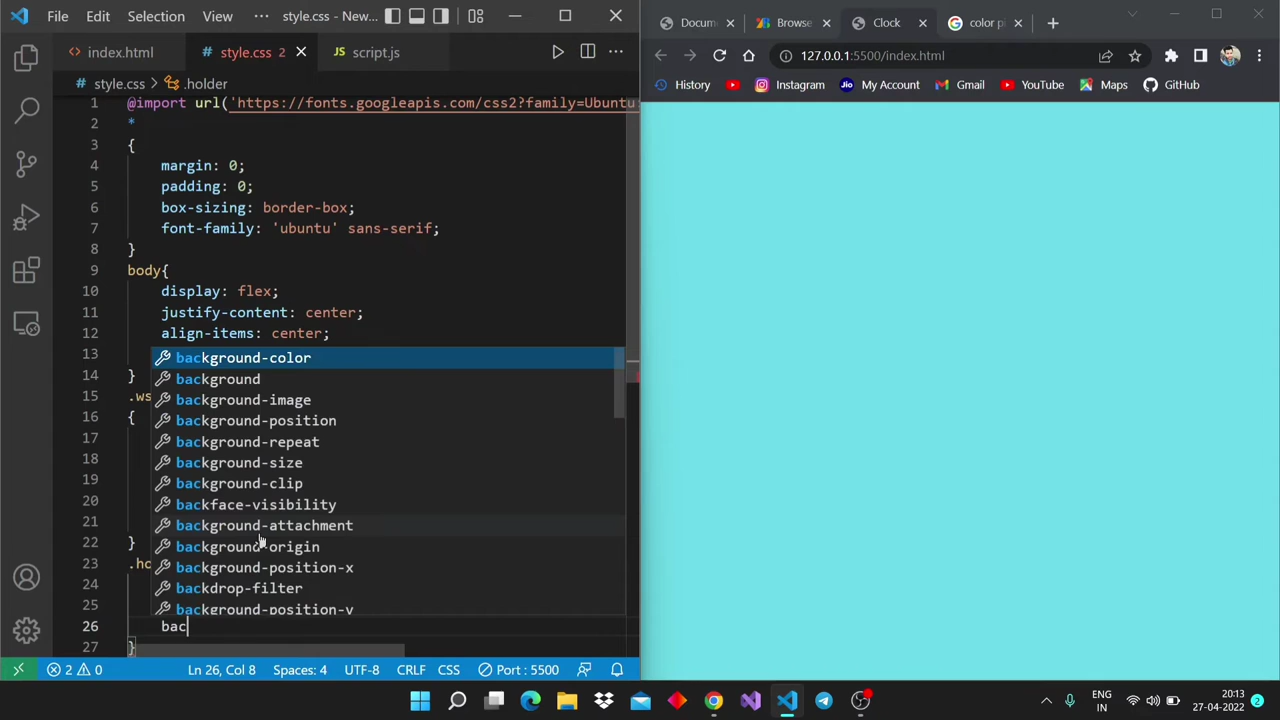 File Edit Selection View ··· style.css - New...
index.html style.css 2 script.js
style.css > .holder
1 @import url('https://fonts.googleapis.com/css2?family=Ubuntu:
2 *
3 {
4 margin: 0;
5 padding: 0;
6 box-sizing: border-box;
7 font-family: 'ubuntu' sans-serif;
8 }
9 body{
10 display: flex;
11 justify-content: center;
12 align-items: center;
13 background-color
14 } background
15 .ws background-image
16 { background-position
17 background-repeat
18 background-size
19 background-clip
20 backface-visibility
21 background-attachment
22 } background-origin
23 .ho background-position-x
24 backdrop-filter
25 background-position-y
26 bac
27 }
2 0 Ln 26, Col 8 Spaces: 4 UTF-8 CRLF CSS Port : 5500
Docum Browse Clock color pi
127.0.0.1:5500/index.html
History Instagram Jio My Account Gmail YouTube Maps GitHub
ENG
IN
20:13
27-04-2022
2